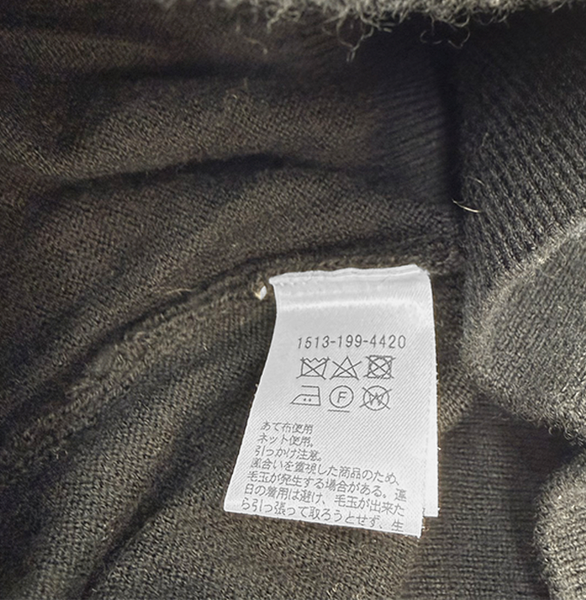 1513-199-4420
F W
あて布使用
ネット使用。
引っかけ注意。
風合いを重視した商品のため、
毛玉が発生する場合がある。連
日の着用は避け、毛玉が出来た
ら引っ張って取ろうとせず、生